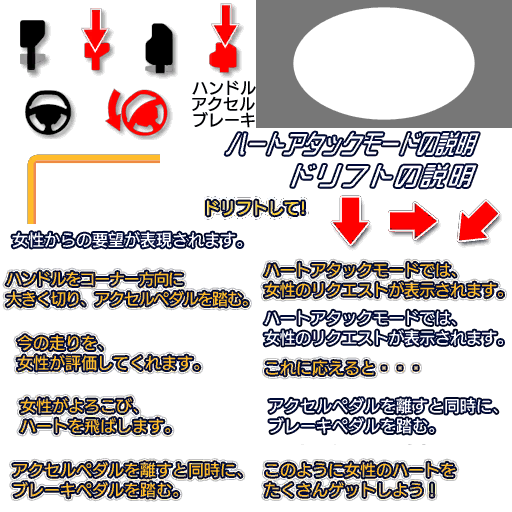 ハンドル
アクセル
ブレーキ
ハートアタックモードの説明
ドリフトの説明
ドリフトして!
女性からの要望が表現されます。
ハンドルをコーナー方向に
大きく切り、アクセルペダルを踏む。
今の走りを、
女性が評価してくれます。
女性がよろこび、
ハートを飛ばします。
アクセルペダルを離すと同時に、
ブレーキペダルを踏む。
ハートアタックモードでは、
女性のリクエストが表示されます。
ハートアタックモードでは、
女性のリクエストが表示されます。
これに応えると・・・
アクセルペダルを離すと同時に、
ブレーキペダルを踏む。
このように女性のハートを
たくさんゲットしよう！